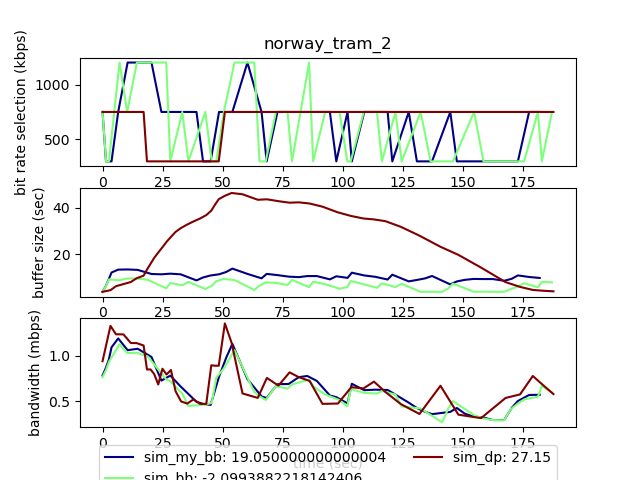 norway_tram_2
bit rate selection (kbps)
1000
500
0 25 50 75 100 125 150 175
buffer size (sec)
40
20
0 25 50 75 100 125 150 175
bandwidth (mbps)
1.0
0.5
0 25 50 75 100 125 150 175
time (sec)
sim_my_bb: 19.050000000000004 sim_dp: 27.15
sim_bb: -2.0993882218142406